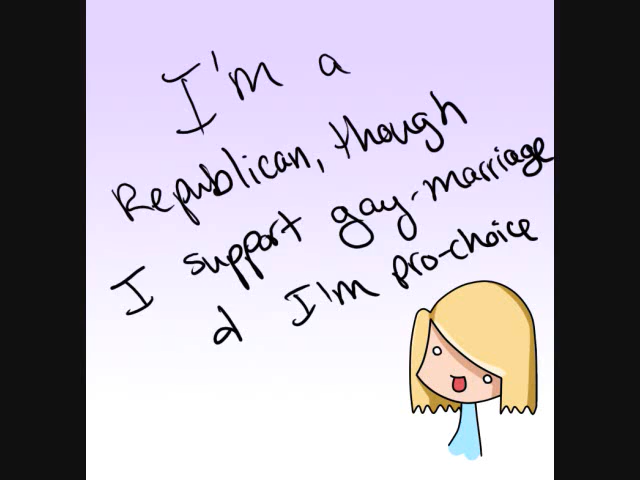 I'm a
Republican, though
I support gay-marriage
& I'm pro-choice